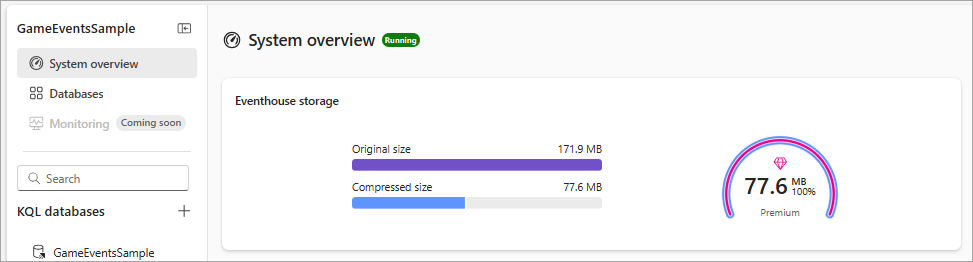 GameEventsSample
System overview
Databases
Monitoring Coming soon
Search
KQL databases
GameEventsSample
System overview Running
Eventhouse storage
Original size 171.9 MB
Compressed size 77.6 MB
77.6 MB
100%
Premium